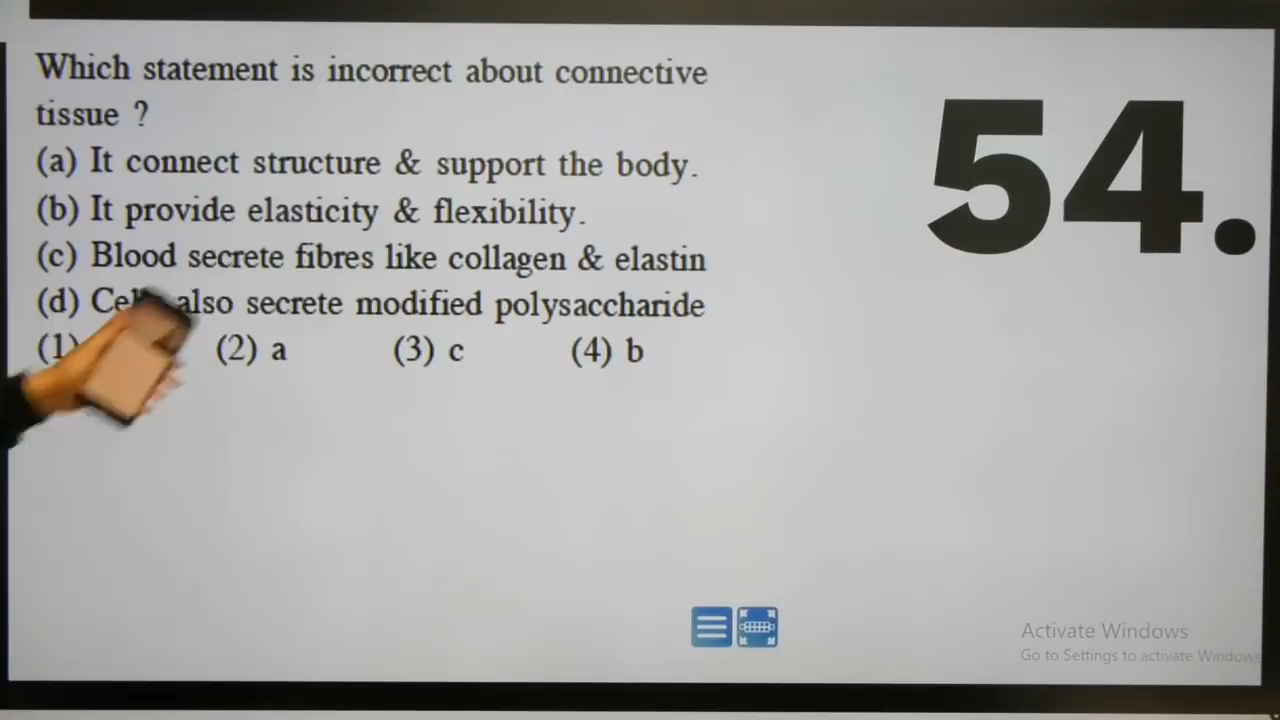 Which statement is incorrect about connective
tissue ?
(a) It connect structure & support the body.
(b) It provide elasticity & flexibility.
(c) Blood secrete fibres like collagen & elastin
(d) also secrete modified polysaccharide
(1) (2) a (3) c (4) b
54.
Activate Windows
Go to Settings to activate Windows